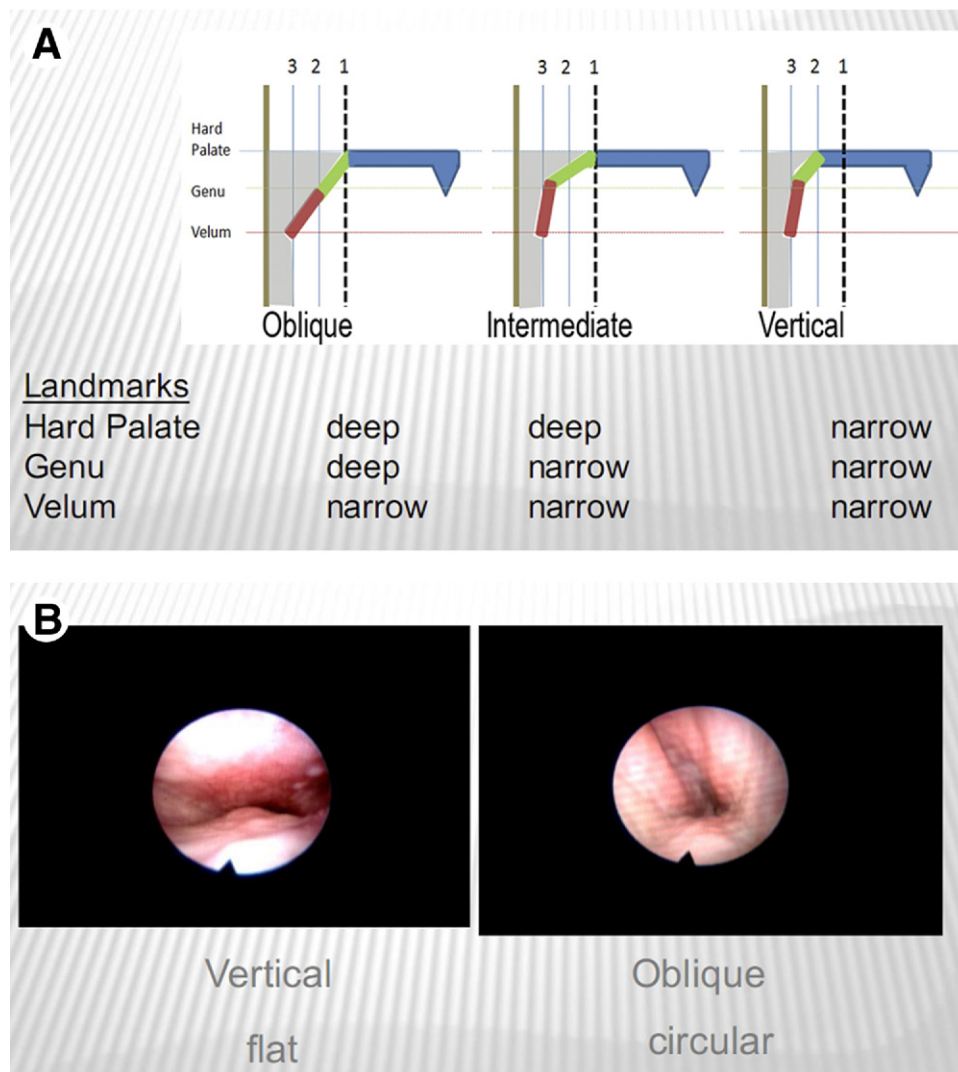 A
3 2 1 3 2 1 3 2 1
Hard
Palate
Genu
Velum
Oblique Intermediate Vertical
Landmarks
Hard Palate deep deep narrow
Genu deep narrow narrow
Velum narrow narrow narrow
B
Vertical Oblique
flat circular